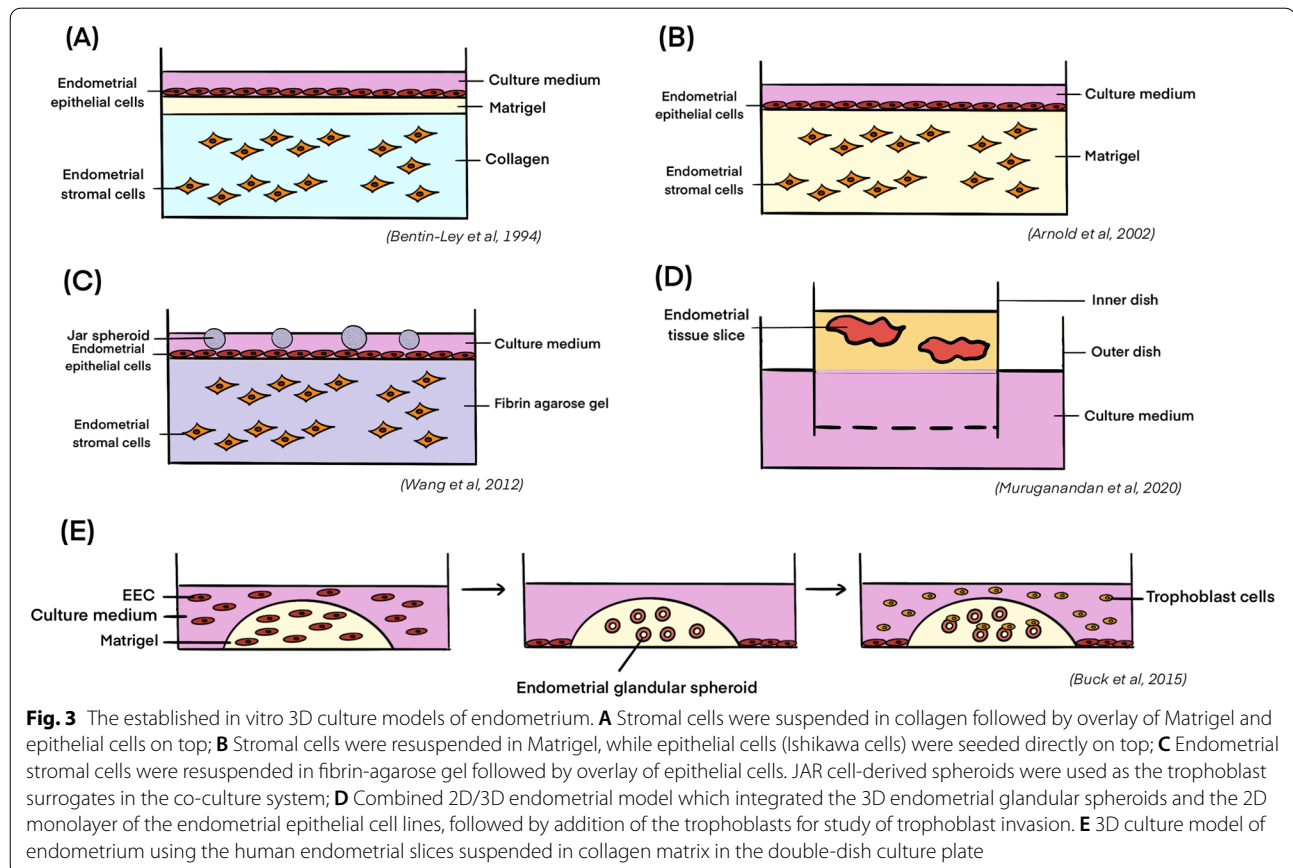 (A)
Endometrial
epithelial cells
Culture medium
Matrigel
Collagen
Endometrial
stromal cells
(Bentin-Ley et al, 1994)
(B)
Endometrial
epithelial cells
Culture medium
Matrigel
Endometrial
stromal cells
(Arnold et al, 2002)
(C)
Jar spheroid
Endometrial
epithelial cells
Culture medium
Fibrin agarose gel
Endometrial
stromal cells
(Wang et al, 2012)
(D)
Endometrial
tissue slice
Inner dish
Outer dish
Culture medium
(Muruganandan et al, 2020)
(E)
EEC
Culture medium
Matrigel
Endometrial glandular spheroid
Trophoblast cells
(Buck et al, 2015)
Fig. 3 The established in vitro 3D culture models of endometrium. A Stromal cells were suspended in collagen followed by overlay of Matrigel and
epithelial cells on top; B Stromal cells were resuspended in Matrigel, while epithelial cells (Ishikawa cells) were seeded directly on top; C Endometrial
stromal cells were resuspended in fibrin-agarose gel followed by overlay of epithelial cells. JAR cell-derived spheroids were used as the trophoblast
surrogates in the co-culture system; D Combined 2D/3D endometrial model which integrated the 3D endometrial glandular spheroids and the 2D
monolayer of the endometrial epithelial cell lines, followed by addition of the trophoblasts for study of trophoblast invasion. E 3D culture model of
endometrium using the human endometrial slices suspended in collagen matrix in the double-dish culture plate